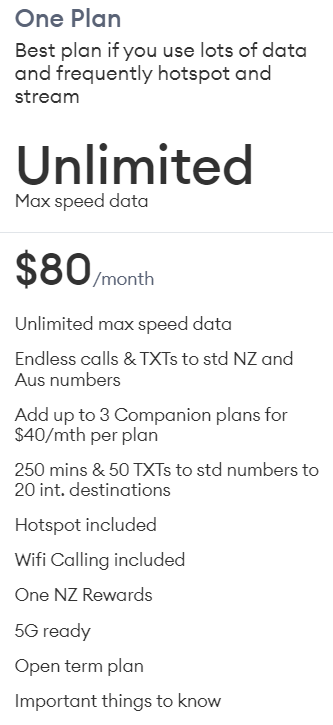 One Plan
Best plan if you use lots of data
and frequently hotspot and
stream
Unlimited
Max speed data
$80/month
Unlimited max speed data
Endless calls & TXTs to std NZ and
Aus numbers
Add up to 3 Companion plans for
$40/mth per plan
250 mins & 50 TXTs to std numbers to
20 int. destinations
Hotspot included
Wifi Calling included
One NZ Rewards
5G ready
Open term plan
Important things to know